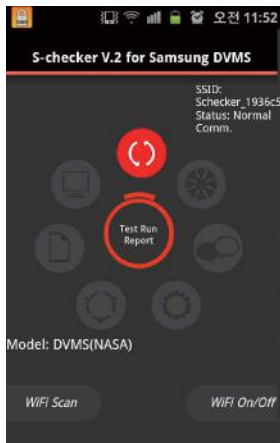 오전 11:52
S-checker V.2 for Samsung DVMS
SSID:
Schecker_1936c5
Status: Normal
Comm.
Test Run
Report
Model: DVMS(NASA)
WiFi Scan
WiFi On/Off